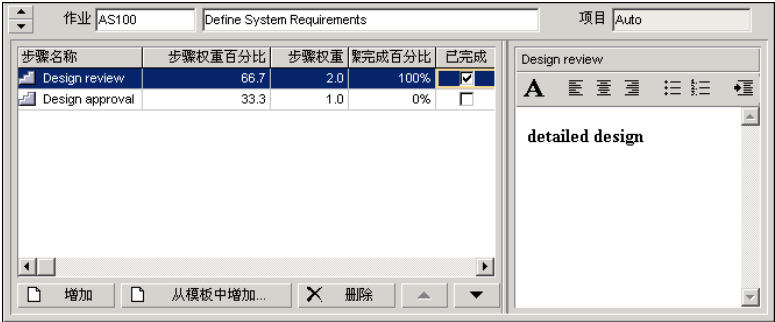 作业 AS100 Define System Requirements 项目 Auto
步骤名称 步骤权重百分比 步骤权重 骤完成百分比 已完成
Design review 66.7 2.0 100%
Design approval 33.3 1.0 0%
增加 从模板中增加... 删除
Design review
A
detailed design